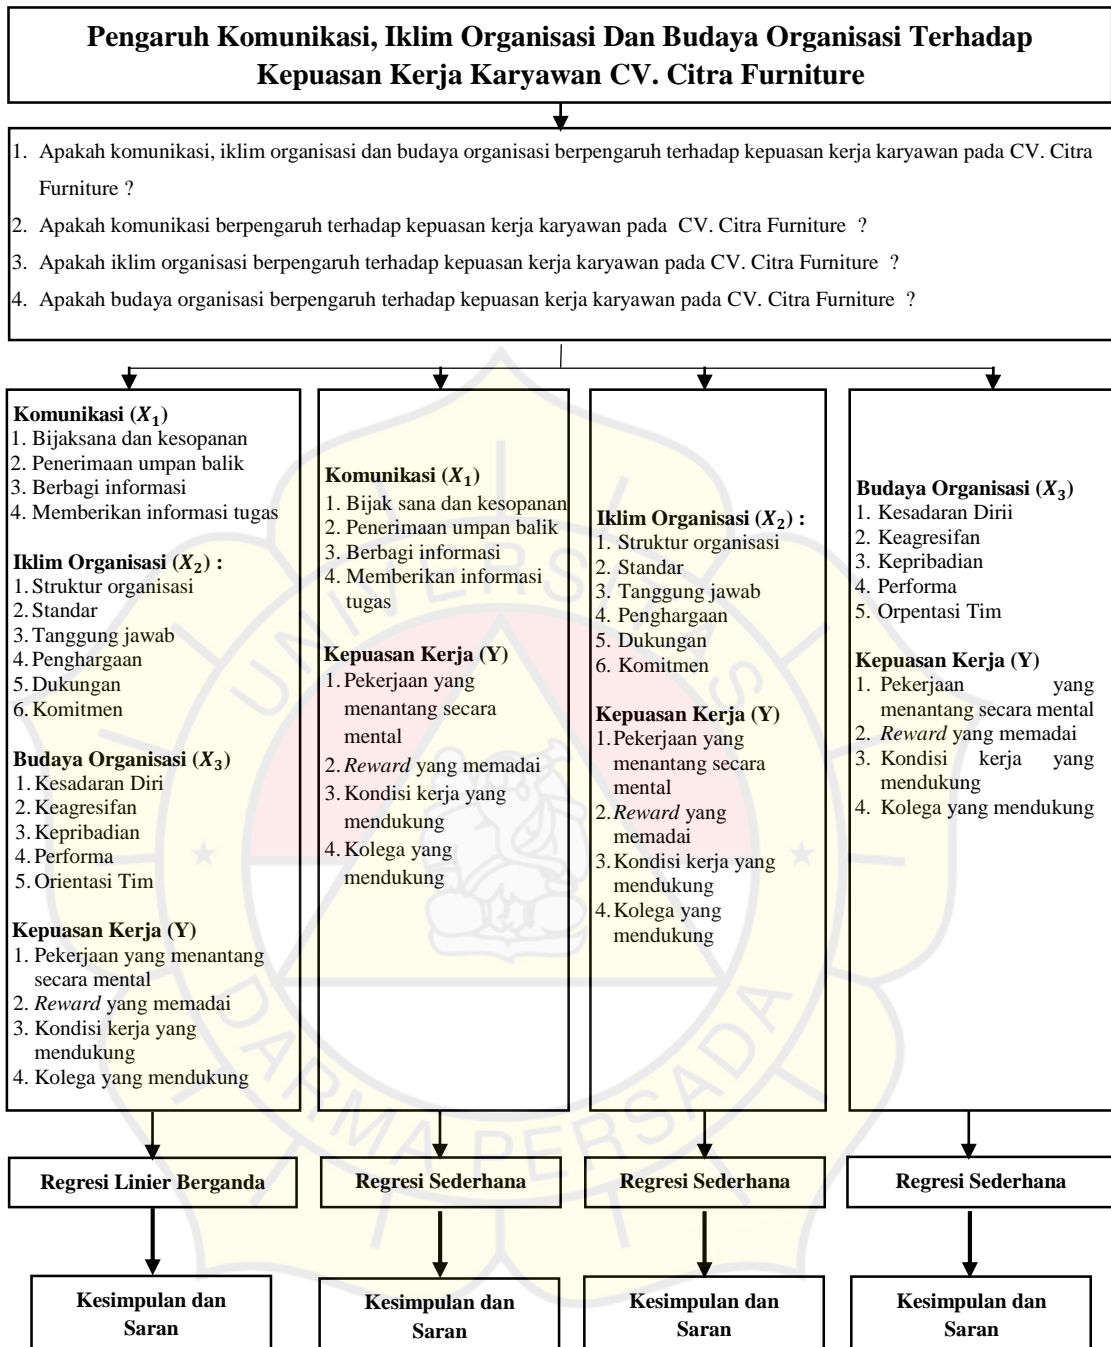 Pengaruh Komunikasi, Iklim Organisasi Dan Budaya Organisasi Terhadap
Kepuasan Kerja Karyawan CV. Citra Furniture
1. Apakah komunikasi, iklim organisasi dan budaya organisasi berpengaruh terhadap kepuasan kerja karyawan pada CV. Citra
Furniture ?
2. Apakah komunikasi berpengaruh terhadap kepuasan kerja karyawan pada CV. Citra Furniture ?
3. Apakah iklim organisasi berpengaruh terhadap kepuasan kerja karyawan pada CV. Citra Furniture ?
4. Apakah budaya organisasi berpengaruh terhadap kepuasan kerja karyawan pada CV. Citra Furniture ?
Komunikasi (X₁)
1. Bijaksana dan kesopanan
2. Penerimaan umpan balik
3. Berbagi informasi
4. Memberikan informasi tugas
Iklim Organisasi (X₂) :
1. Struktur organisasi
2. Standar
3. Tanggung jawab
4. Penghargaan
5. Dukungan
6. Komitmen
Budaya Organisasi (X₃)
1. Kesadaran Diri
2. Keagresifan
3. Kepribadian
4. Performa
5. Orientasi Tim
Kepuasan Kerja (Y)
1. Pekerjaan yang menantang
secara mental
2. Reward yang memadai
3. Kondisi kerja yang
mendukung
4. Kolega yang mendukung
Komunikasi (X₁)
1. Bijak sana dan kesopanan
2. Penerimaan umpan balik
3. Berbagi informasi
4. Memberikan informasi
tugas
Kepuasan Kerja (Y)
1. Pekerjaan yang
menantang secara
mental
2. Reward yang memadai
3. Kondisi kerja yang
mendukung
4. Kolega yang
mendukung
Iklim Organisasi (X₂) :
1. Struktur organisasi
2. Standar
3. Tanggung jawab
4. Penghargaan
5. Dukungan
6. Komitmen
Kepuasan Kerja (Y)
1. Pekerjaan yang
menantang secara
mental
2. Reward yang
memadai
3. Kondisi kerja yang
mendukung
4. Kolega yang
mendukung
Budaya Organisasi (X₃)
1. Kesadaran Dirii
2. Keagresifan
3. Kepribadian
4. Performa
5. Orpentasi Tim
Kepuasan Kerja (Y)
1. Pekerjaan yang
menantang secara mental
2. Reward yang memadai
3. Kondisi kerja yang
mendukung
4. Kolega yang mendukung
Regresi Linier Berganda
Regresi Sederhana
Regresi Sederhana
Regresi Sederhana
Kesimpulan dan
Saran
Kesimpulan dan
Saran
Kesimpulan dan
Saran
Kesimpulan dan
Saran
UNIVERSITAS
DARMA PERSADA